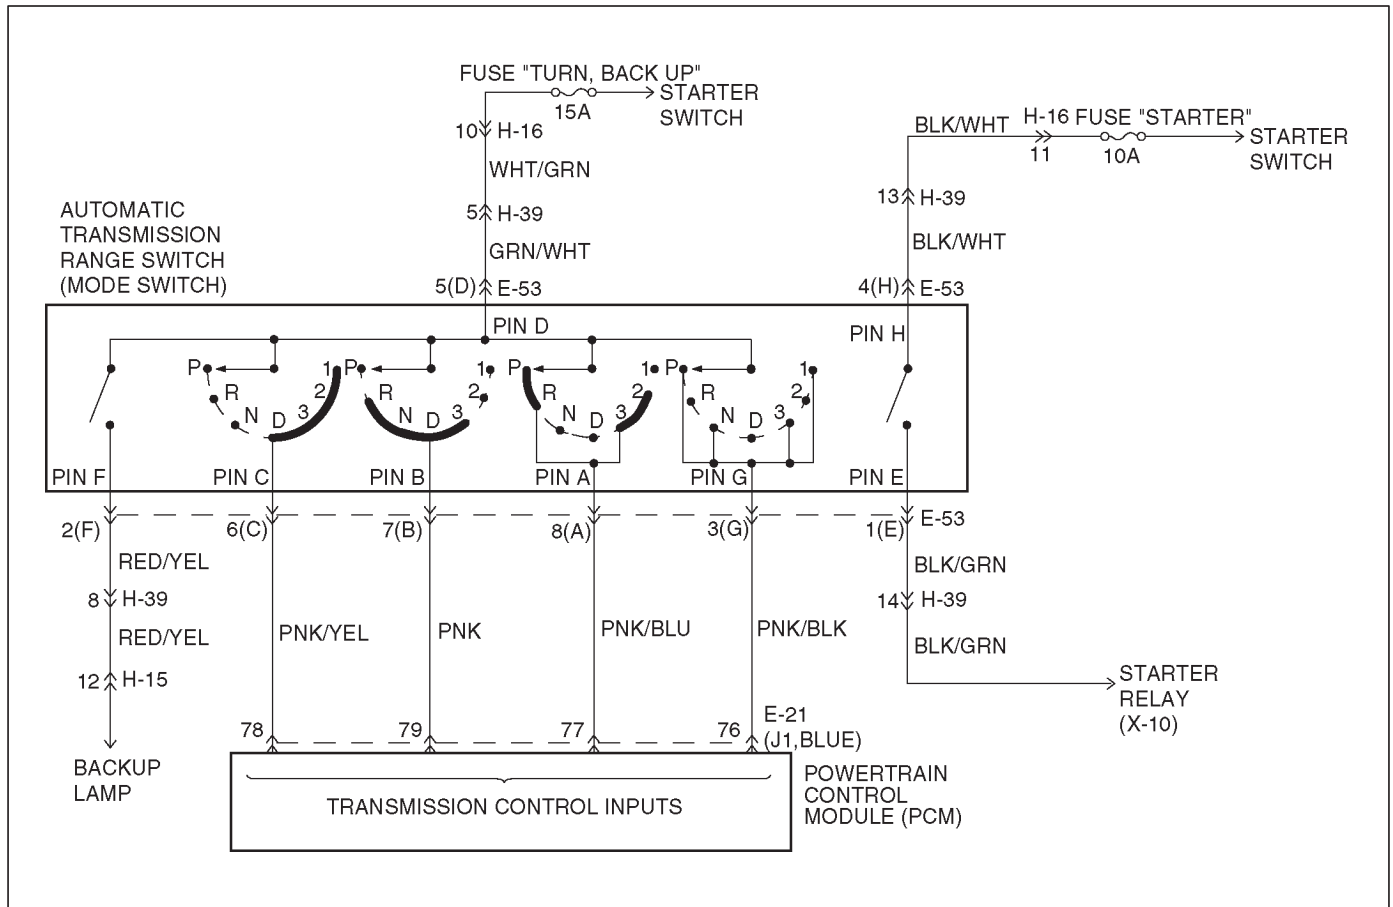 FUSE "TURN, BACK UP"
15A
STARTER
SWITCH
10 H-16
WHT/GRN
5 H-39
GRN/WHT
5(D) E-53
BLK/WHT
H-16 FUSE "STARTER"
11
10A
STARTER
SWITCH
13 H-39
BLK/WHT
4(H) E-53
AUTOMATIC
TRANSMISSION
RANGE SWITCH
(MODE SWITCH)
PIN D
PIN H
P R N D 3 2 1
P R N D 3 2 1
P R N D 3 2 1
P R N D 3 2 1
PIN F
PIN C
PIN B
PIN A
PIN G
PIN E
2(F)
6(C)
7(B)
8(A)
3(G)
1(E)
E-53
RED/YEL
8 H-39
RED/YEL
12 H-15
BACKUP
LAMP
PNK/YEL
PNK
PNK/BLU
PNK/BLK
BLK/GRN
14 H-39
BLK/GRN
STARTER
RELAY
(X-10)
78
79
77
76
E-21
(J1,BLUE)
TRANSMISSION CONTROL INPUTS
POWERTRAIN
CONTROL
MODULE (PCM)